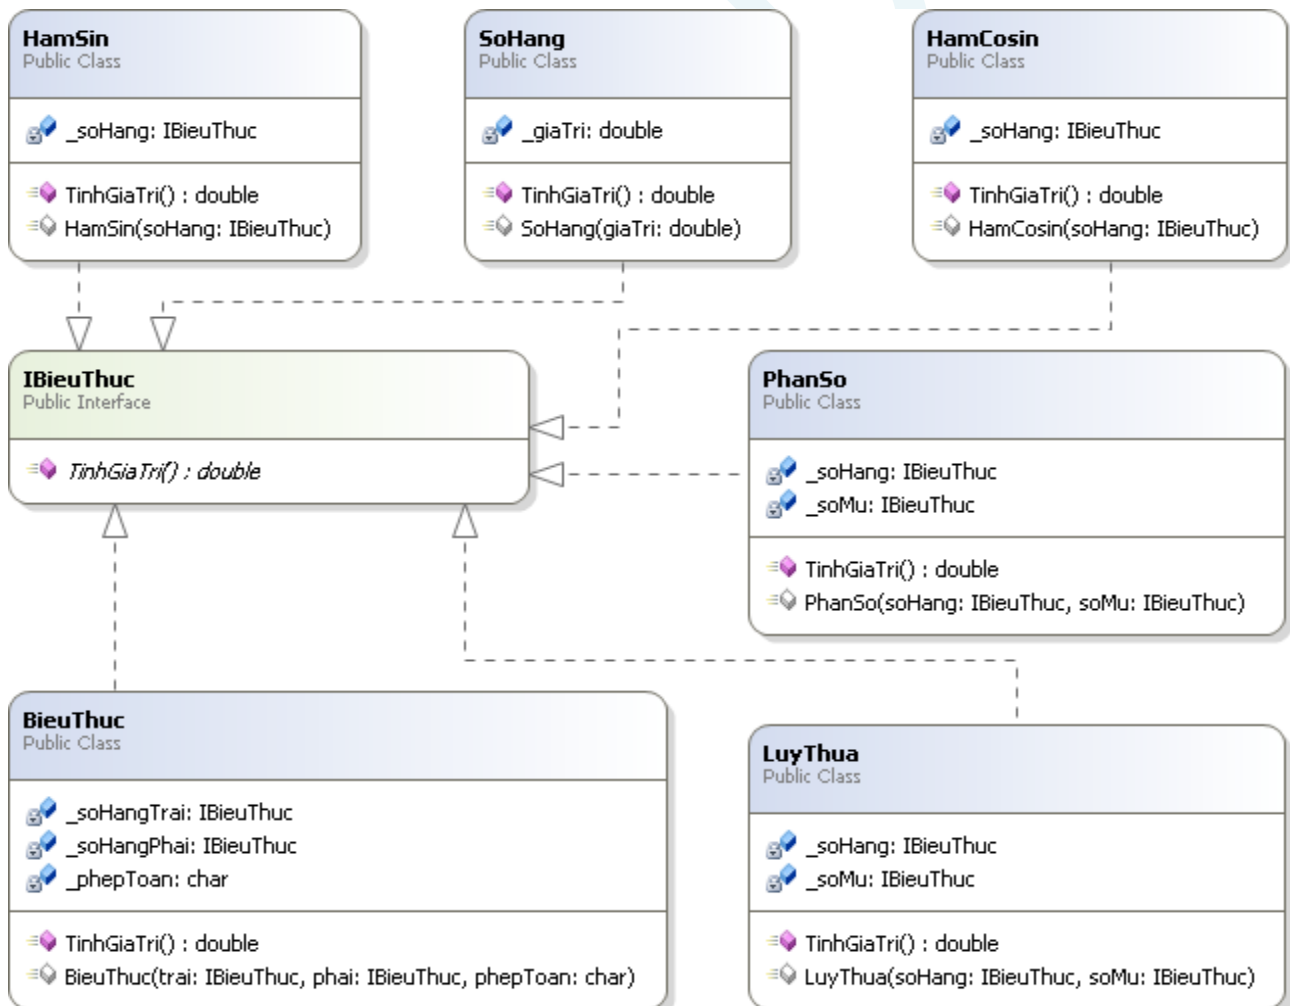 HamSin
Public Class
_soHang: IBieuThuc
TinhGiaTri() : double
HamSin(soHang: IBieuThuc)
SoHang
Public Class
_giaTri: double
TinhGiaTri() : double
SoHang(giaTri: double)
HamCosin
Public Class
_soHang: IBieuThuc
TinhGiaTri() : double
HamCosin(soHang: IBieuThuc)
IBieuThuc
Public Interface
TinhGiaTri() : double
PhanSo
Public Class
_soHang: IBieuThuc
_soMu: IBieuThuc
TinhGiaTri() : double
PhanSo(soHang: IBieuThuc, soMu: IBieuThuc)
BieuThuc
Public Class
_soHangTrai: IBieuThuc
_soHangPhai: IBieuThuc
_phepToan: char
TinhGiaTri() : double
BieuThuc(trai: IBieuThuc, phai: IBieuThuc, phepToan: char)
LuyThua
Public Class
_soHang: IBieuThuc
_soMu: IBieuThuc
TinhGiaTri() : double
LuyThua(soHang: IBieuThuc, soMu: IBieuThuc)